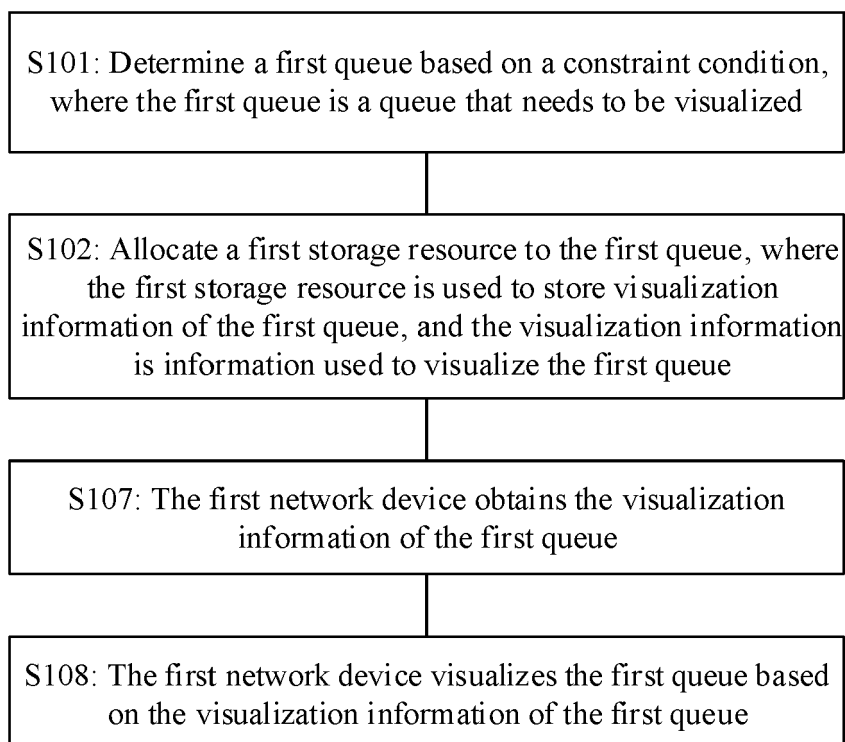 S101: Determine a first queue based on a constraint condition,
where the first queue is a queue that needs to be visualized
S102: Allocate a first storage resource to the first queue, where
the first storage resource is used to store visualization
information of the first queue, and the visualization information
is information used to visualize the first queue
S107: The first network device obtains the visualization
information of the first queue
S108: The first network device visualizes the first queue based
on the visualization information of the first queue